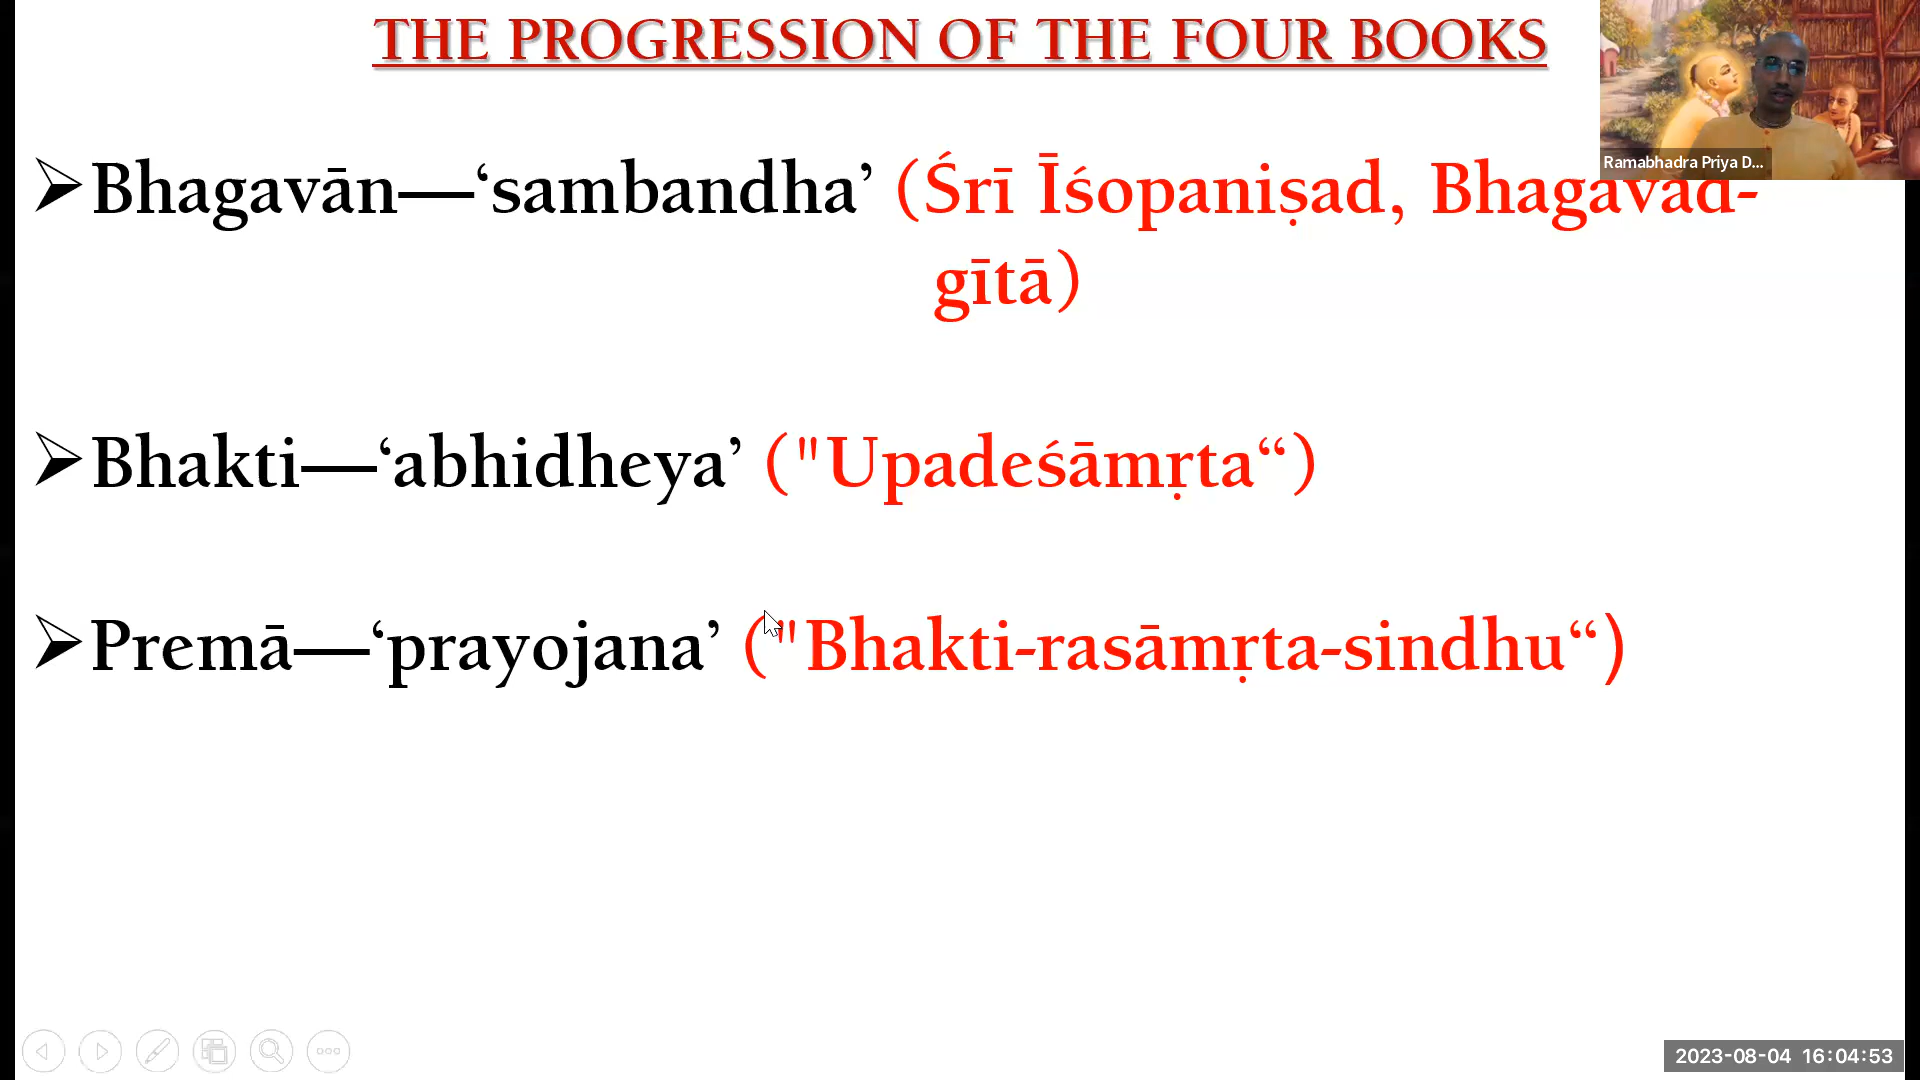 THE PROGRESSION OF THE FOUR BOOKS
Ramabhadra Priya D...
➢Bhagavān—‘sambandha’ (Śrī Īśopaniṣad, Bhagavad-
gītā)
➢Bhakti—‘abhidheya’ ("Upadeśāmṛta“)
➢Premā—‘prayojana’ ("Bhakti-rasāmṛta-sindhu“)
2023-08-04 16:04:53